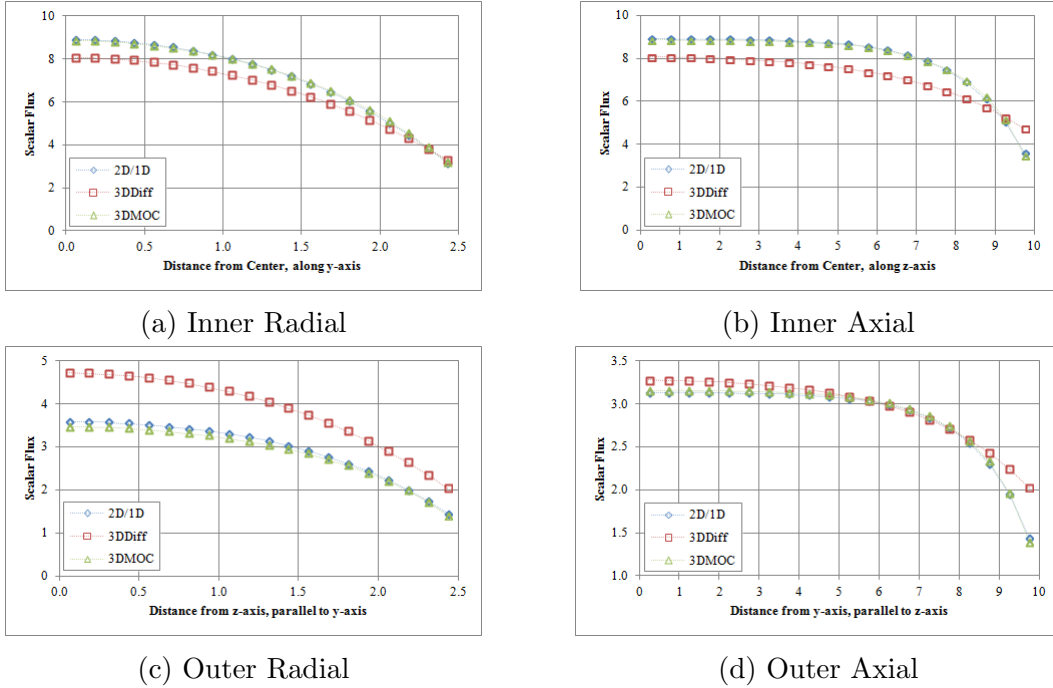 10
8
6
4
2
0
Scalar Flux
2D/1D
3DDiff
3DMOC
0.0 0.5 1.0 1.5 2.0 2.5
Distance from Center, along y-axis
(a) Inner Radial
10
8
6
4
2
0
Scalar Flux
2D/1D
3DDiff
3DMOC
0 1 2 3 4 5 6 7 8 9 10
Distance from Center, along z-axis
(b) Inner Axial
5
4
3
2
1
0
Scalar Flux
2D/1D
3DDiff
3DMOC
0.0 0.5 1.0 1.5 2.0 2.5
Distance from z-axis, parallel to y-axis
(c) Outer Radial
3.5
3.0
2.5
2.0
1.5
1.0
Scalar Flux
2D/1D
3DDiff
3DMOC
0 1 2 3 4 5 6 7 8 9 10
Distance from y-axis, parallel to z-axis
(d) Outer Axial